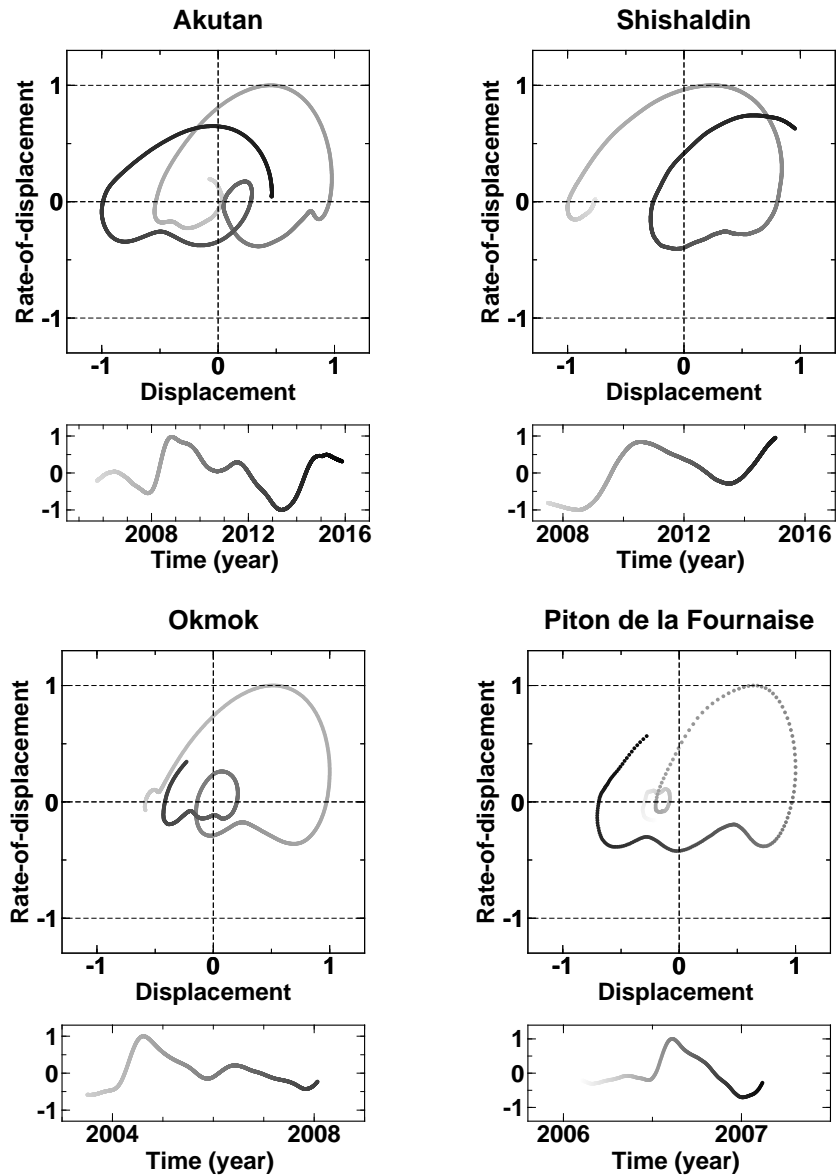 Akutan
Rate-of-displacement
1
0
-1
-1 0 1
Displacement
1
0
-1
2008 2012 2016
Time (year)
Shishaldin
Rate-of-displacement
1
0
-1
-1 0 1
Displacement
1
0
-1
2008 2012 2016
Time (year)
Okmok
Rate-of-displacement
1
0
-1
-1 0 1
Displacement
1
0
-1
2004 2008
Time (year)
Piton de la Fournaise
Rate-of-displacement
1
0
-1
-1 0 1
Displacement
1
0
-1
2006 2007
Time (year)